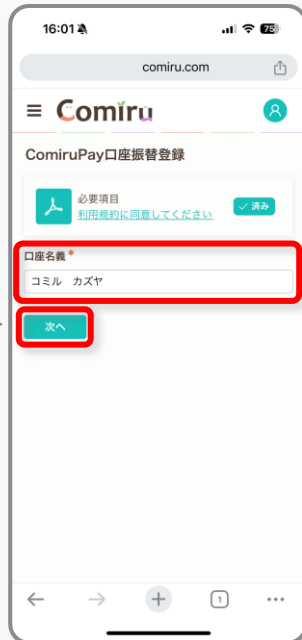 16:01
75
comiru.com
Comiru
ComiruPay口座振替登録
必要項目
利用規約に同意してください
✓ 済み
口座名義*
コミル　カズヤ
次へ
1